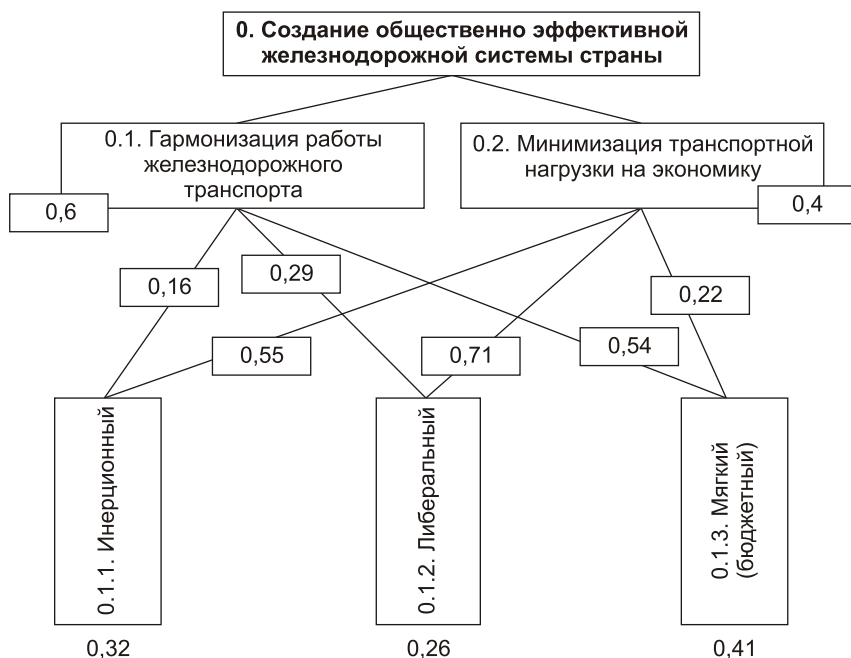 0. Создание общественно эффективной
железнодорожной системы страны
0.1. Гармонизация работы
железнодорожного
транспорта
0.2. Минимизация транспортной
нагрузки на экономику
0,6
0,4
0,16
0,29
0,22
0,55
0,71
0,54
0.1.1. Инерционный
0.1.2. Либеральный
0.1.3. Мягкий
(бюджетный)
0,32
0,26
0,41